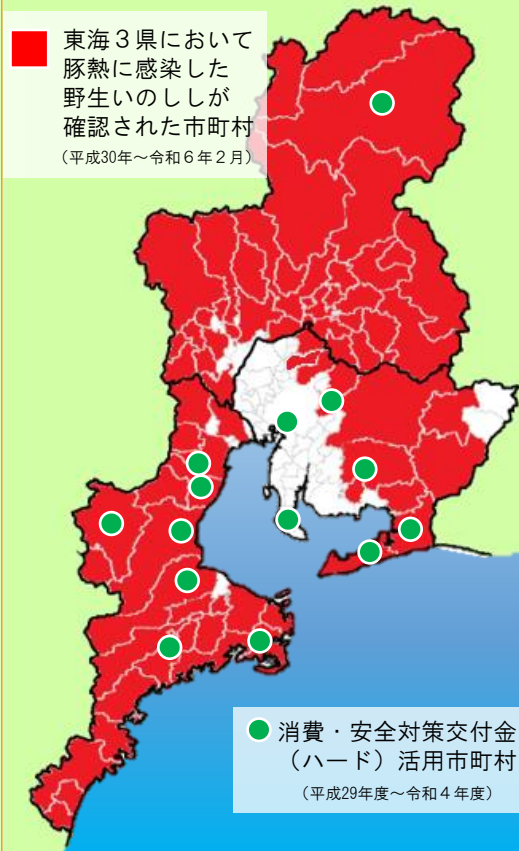 東海３県において
豚熱に感染した
野生いのししが
確認された市町村
（平成30年～令和６年２月）
消費・安全対策交付金
（ハード）活用市町村
（平成29年度～令和４年度）